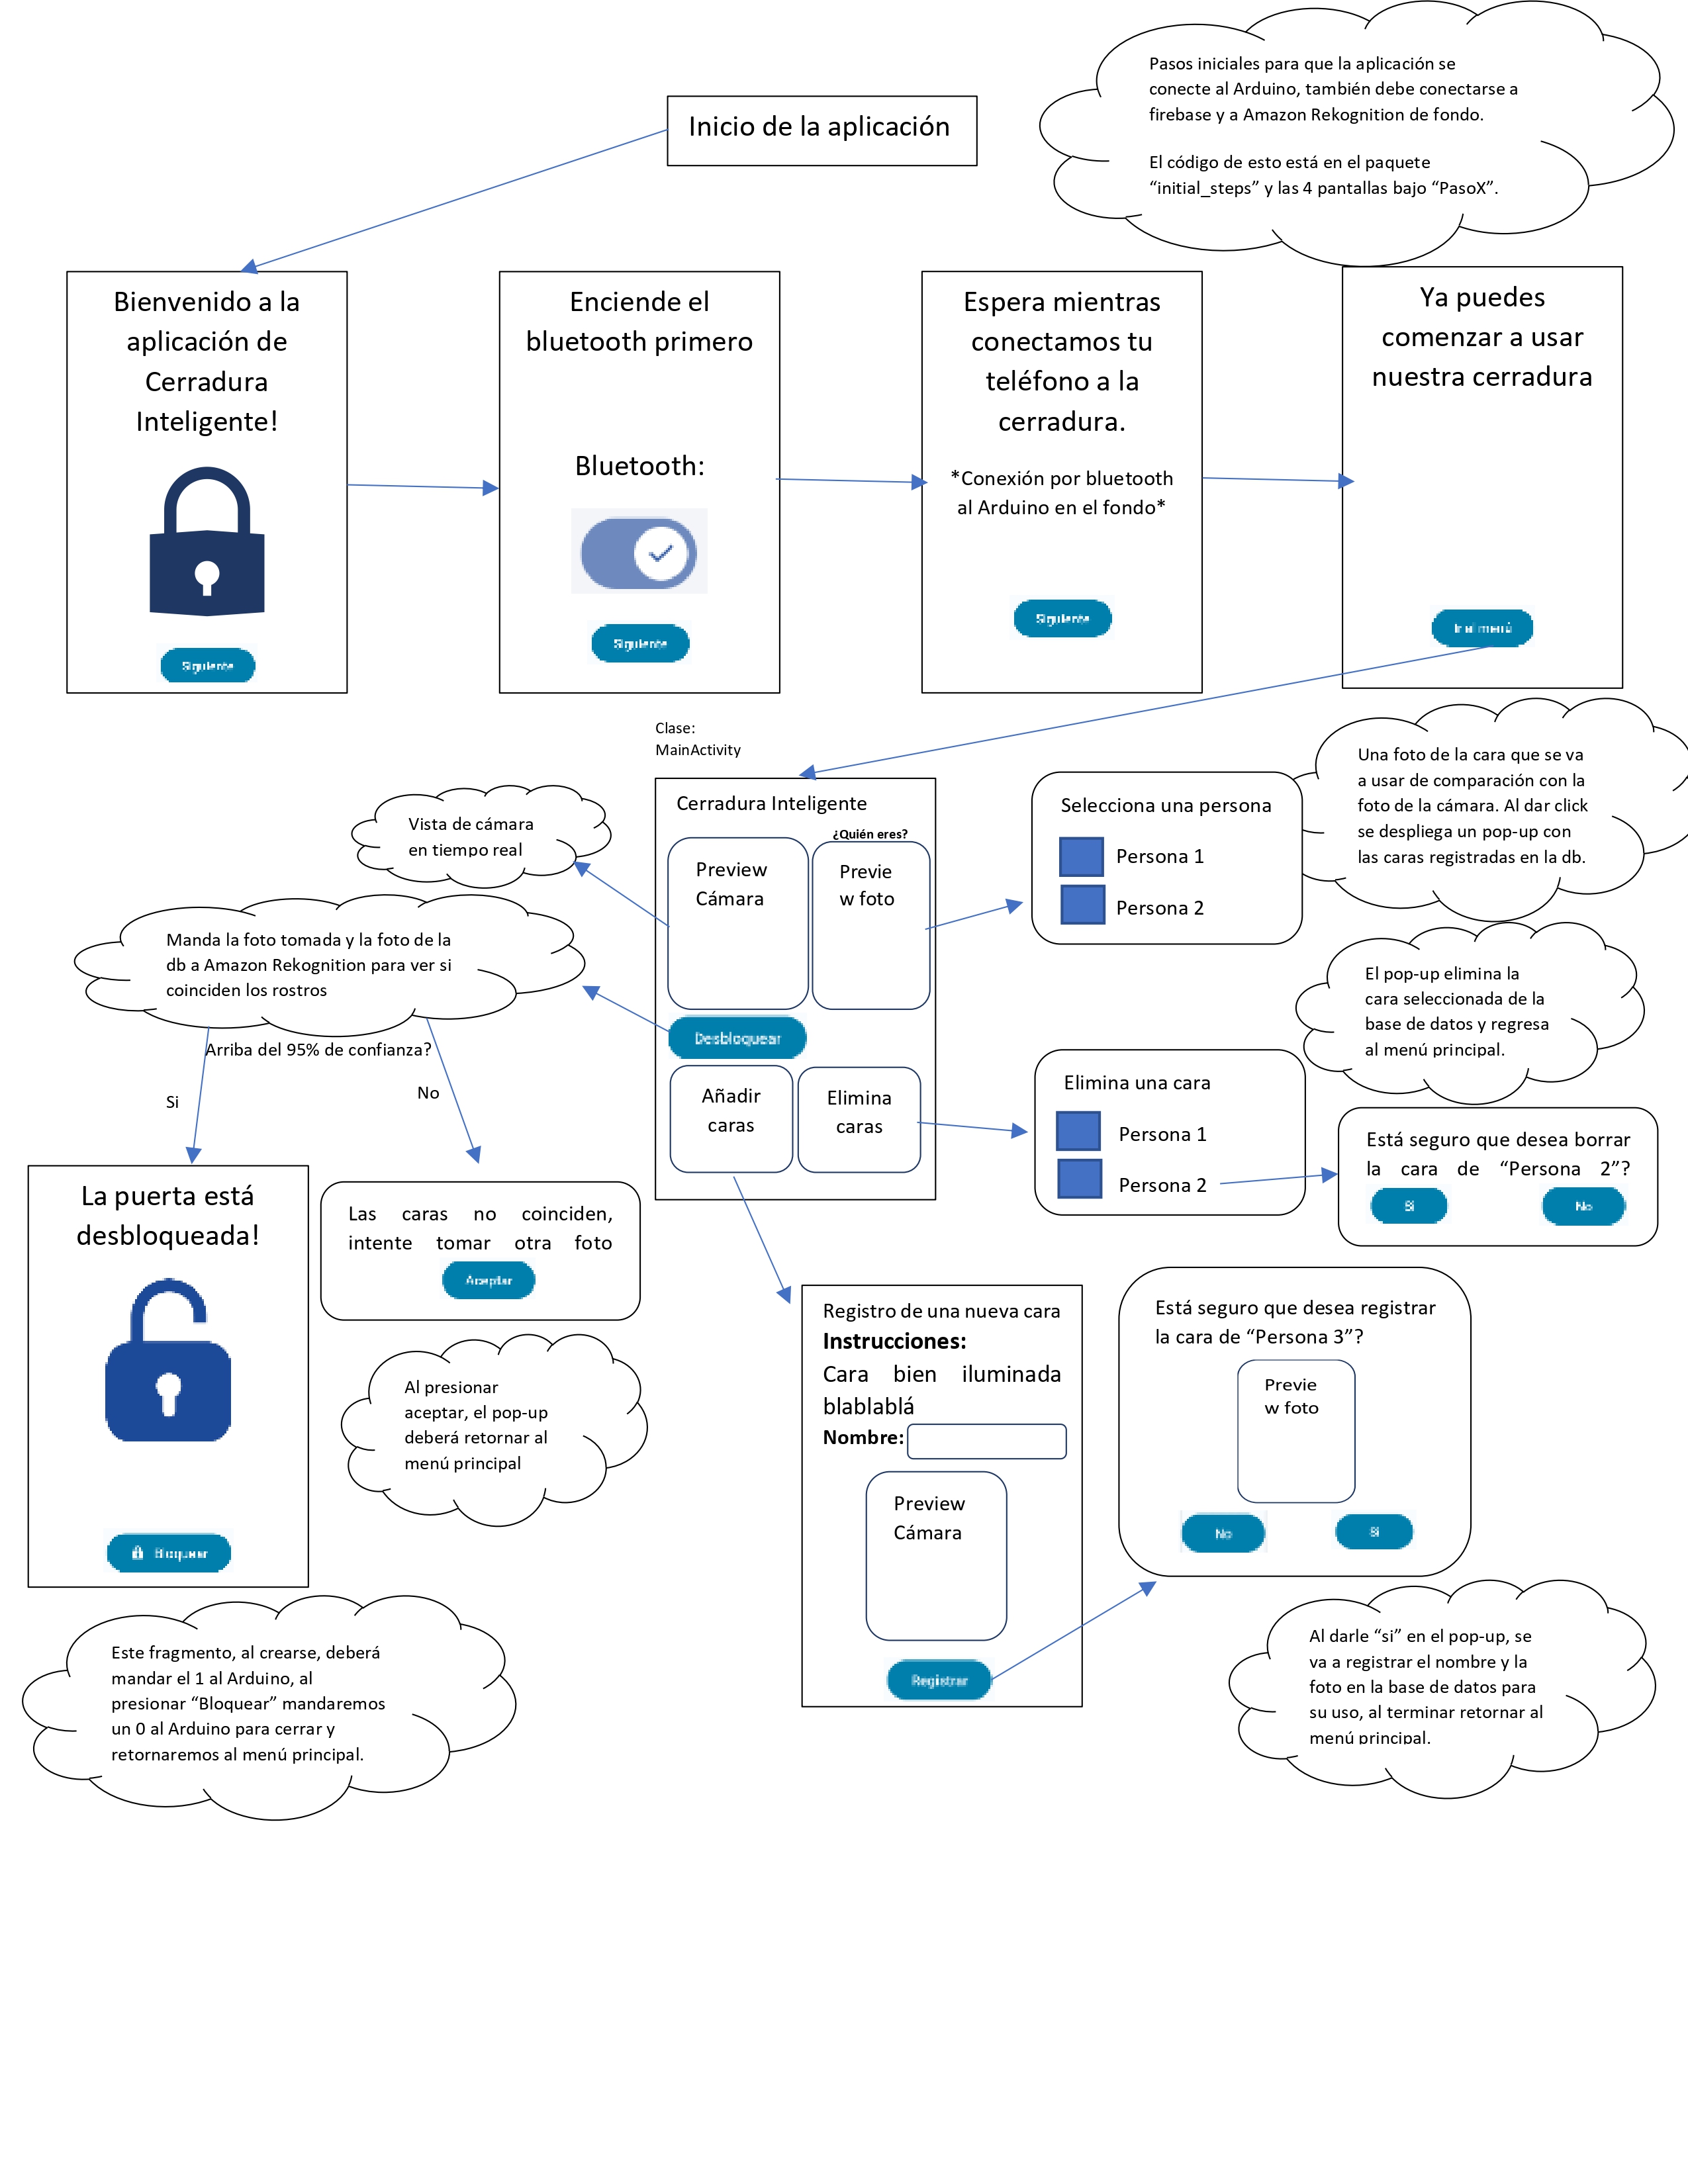 Inicio de la aplicación
Pasos iniciales para que la aplicación se
conecte al Arduino, también debe conectarse a
firebase y a Amazon Rekognition de fondo.
El código de esto está en el paquete
“initial_steps” y las 4 pantallas bajo “PasoX”.
Bienvenido a la
aplicación de
Cerradura
Inteligente!
Siguiente
Enciende el
bluetooth primero
Bluetooth:
Siguiente
Espera mientras
conectamos tu
teléfono a la
cerradura.
*Conexión por bluetooth
al Arduino en el fondo*
Siguiente
Ya puedes
comenzar a usar
nuestra cerradura
Ir al menú
Clase:
MainActivity
Cerradura Inteligente
¿Quién eres?
Preview
Cámara
Previe
w foto
Desbloquear
Añadir
caras
Elimina
caras
Vista de cámara
en tiempo real
Manda la foto tomada y la foto de la
db a Amazon Rekognition para ver si
coinciden los rostros
Arriba del 95% de confianza?
Si
No
Selecciona una persona
Persona 1
Persona 2
Una foto de la cara que se va
a usar de comparación con la
foto de la cámara. Al dar click
se despliega un pop-up con
las caras registradas en la db.
El pop-up elimina la
cara seleccionada de la
base de datos y regresa
al menú principal.
Elimina una cara
Persona 1
Persona 2
Está seguro que desea borrar
la cara de “Persona 2”?
Si
No
La puerta está
desbloqueada!
Bloquear
Las caras no coinciden,
intente tomar otra foto
Aceptar
Al presionar
aceptar, el pop-up
deberá retornar al
menú principal
Este fragmento, al crearse, deberá
mandar el 1 al Arduino, al
presionar “Bloquear” mandaremos
un 0 al Arduino para cerrar y
retornaremos al menú principal.
Registro de una nueva cara
Instrucciones:
Cara bien iluminada
blablablá
Nombre:
Preview
Cámara
Registrar
Está seguro que desea registrar
la cara de “Persona 3”?
Previe
w foto
No
Si
Al darle “si” en el pop-up, se
va a registrar el nombre y la
foto en la base de datos para
su uso, al terminar retornar al
menú principal.